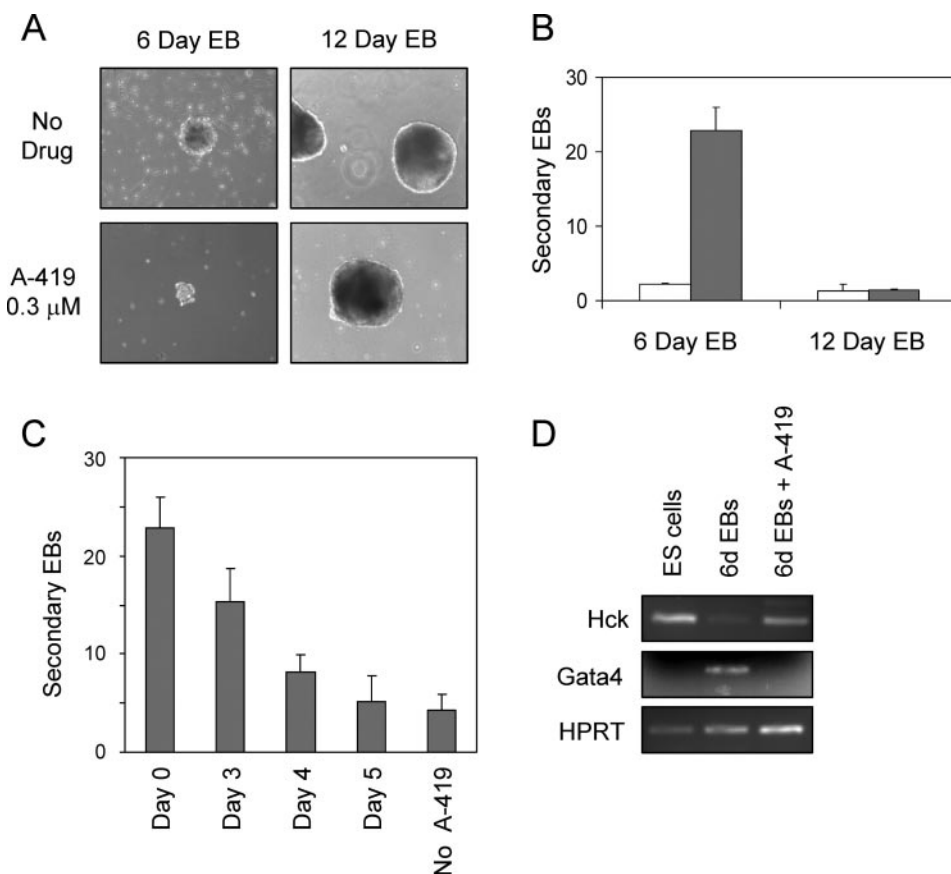 A
6 Day EB
12 Day EB
No
Drug
A-419
0.3 µM
B
30
20
10
0
Secondary EBs
6 Day EB
12 Day EB
C
30
20
10
0
Secondary EBs
Day 0
Day 3
Day 4
Day 5
No A-419
D
ES cells
6d EBs
6d EBs + A-419
Hck
Gata4
HPRT